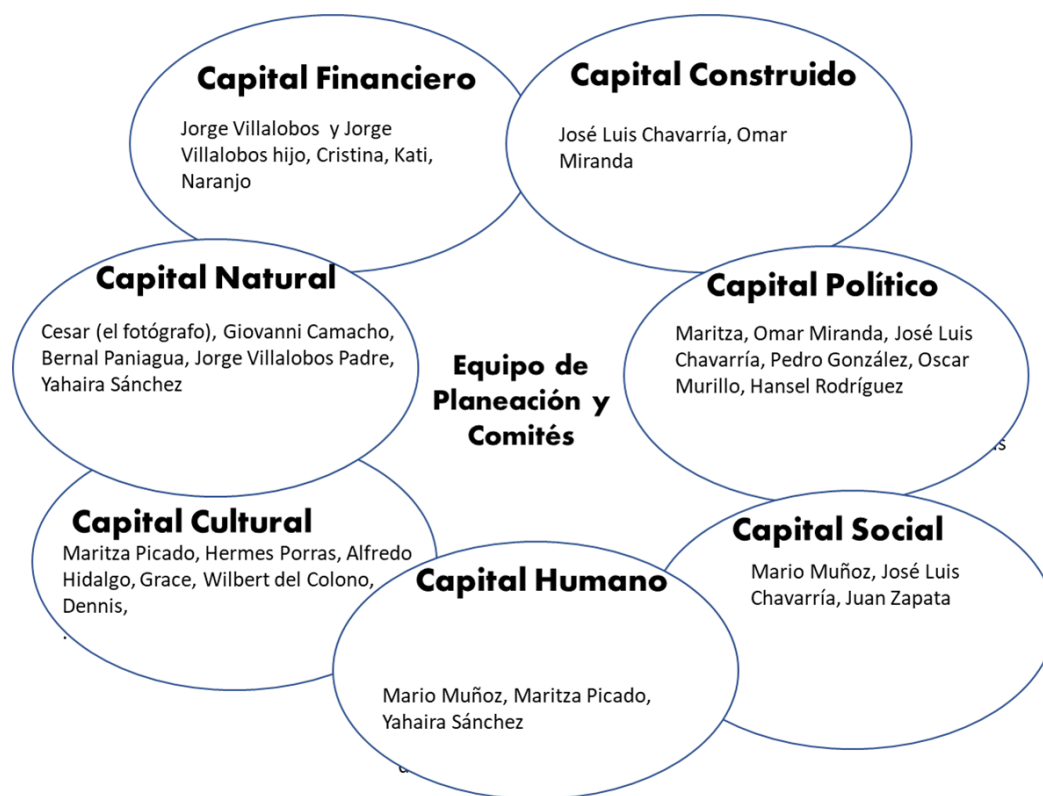 Capital Financiero
Jorge Villalobos y Jorge
Villalobos hijo, Cristina, Kati,
Naranjo
Capital Construido
José Luis Chavarría, Omar
Miranda
Capital Natural
Cesar (el fotógrafo), Giovanni Camacho,
Bernal Paniagua, Jorge Villalobos Padre,
Yahaira Sánchez
Equipo de
Planeación y
Comités
Capital Político
Maritza, Omar Miranda, José Luis
Chavarría, Pedro González, Oscar
Murillo, Hansel Rodríguez
Capital Cultural
Maritza Picado, Hermes Porras, Alfredo
Hidalgo, Grace, Wilbert del Colono,
Dennis,
Capital Humano
Mario Muñoz, Maritza Picado,
Yahaira Sánchez
Capital Social
Mario Muñoz, José Luis
Chavarría, Juan Zapata